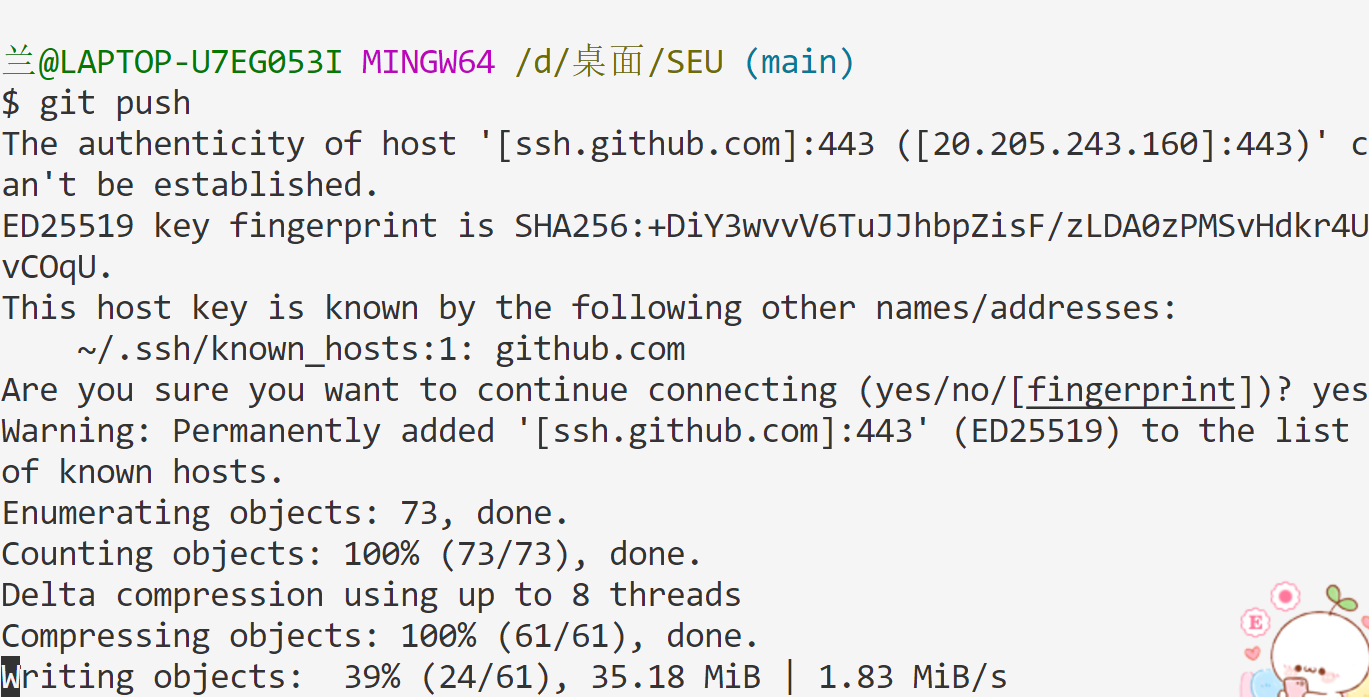 兰@LAPTOP-U7EG053I MINGW64 /d/桌面/SEU (main)
$ git push
The authenticity of host '[ssh.github.com]:443 ([20.205.243.160]:443)' c
an't be established.
ED25519 key fingerprint is SHA256:+DiY3wvvV6TuJJhbpZisF/zLDA0zPMSvHdkr4U
vCOqU.
This host key is known by the following other names/addresses:
    ~/.ssh/known_hosts:1: github.com
Are you sure you want to continue connecting (yes/no/[fingerprint])? yes
Warning: Permanently added '[ssh.github.com]:443' (ED25519) to the list
of known hosts.
Enumerating objects: 73, done.
Counting objects: 100% (73/73), done.
Delta compression using up to 8 threads
Compressing objects: 100% (61/61), done.
Writing objects:  39% (24/61), 35.18 MiB | 1.83 MiB/s
E